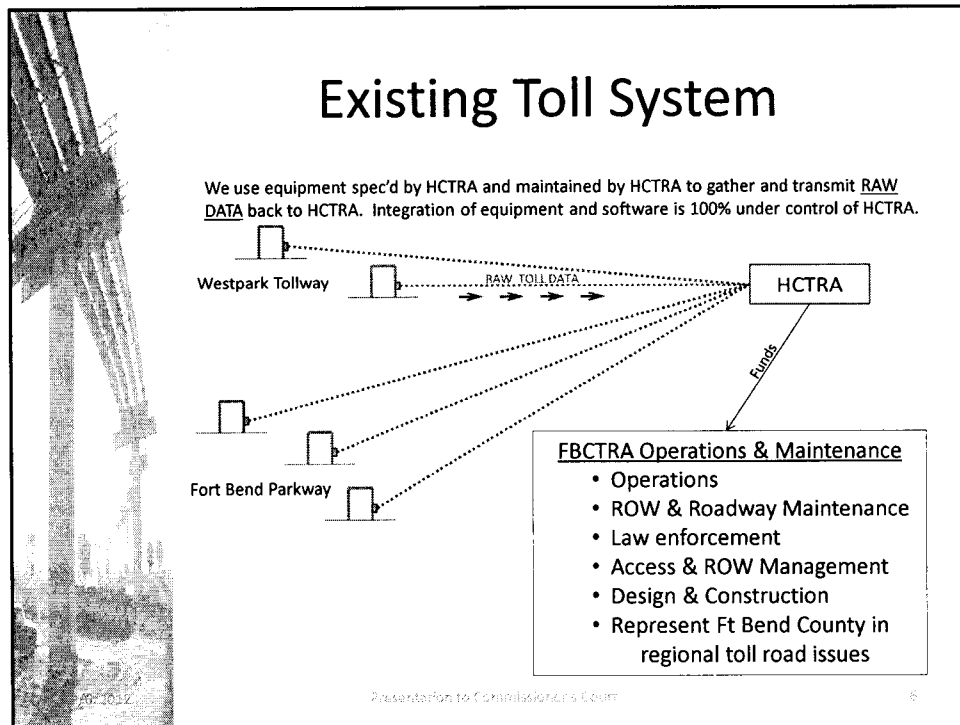 Existing Toll System
We use equipment spec'd by HCTRA and maintained by HCTRA to gather and transmit RAW
DATA back to HCTRA. Integration of equipment and software is 100% under control of HCTRA.
Westpark Tollway
RAW TOLL DATA
HCTRA
Funds
Fort Bend Parkway
FBCTRA Operations & Maintenance
• Operations
• ROW & Roadway Maintenance
• Law enforcement
• Access & ROW Management
• Design & Construction
• Represent Ft Bend County in
regional toll road issues
2012
Presentation to Commissioner's Court
6